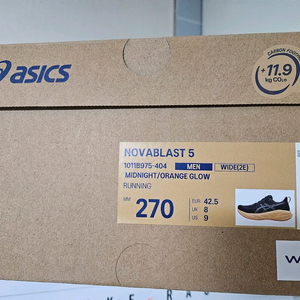 asics
CARBON FOOTPRINT
+11.9
kg CO₂e
NOVABLAST 5
1011B975-404 MEN WIDE(2E)
MIDNIGHT/ORANGE GLOW
RUNNING
MM 270
EUR 42.5
UK 8
US 9